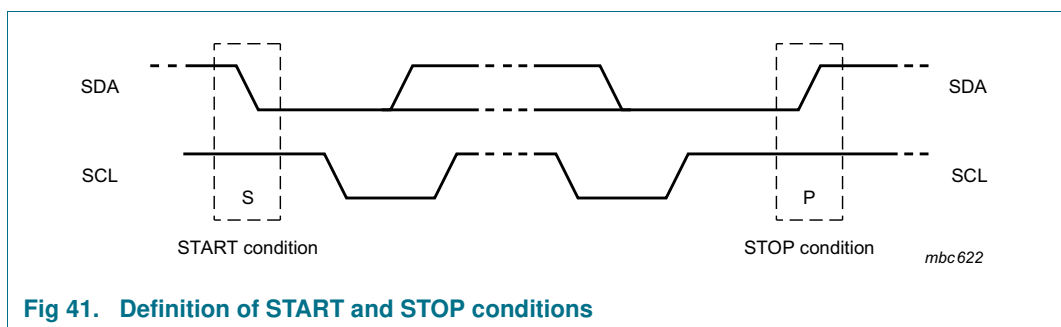 SDA
SDA
SCL
SCL
S
P
START condition
STOP condition
mbc622
Fig 41. Definition of START and STOP conditions